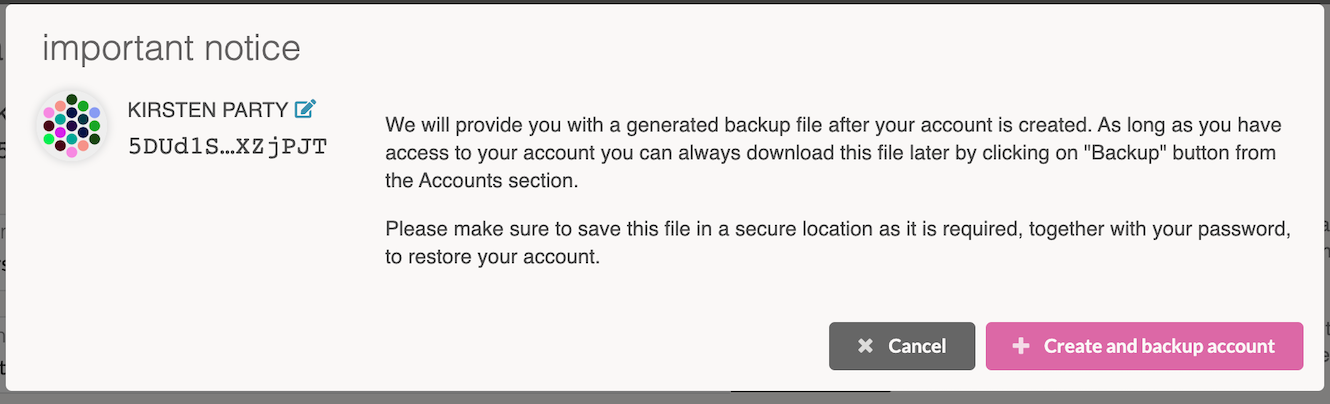 important notice
KIRSTEN PARTY
5DUd1S…XZjPJT
We will provide you with a generated backup file after your account is created. As long as you have
access to your account you can always download this file later by clicking on "Backup" button from
the Accounts section.
Please make sure to save this file in a secure location as it is required, together with your password,
to restore your account.
Cancel
Create and backup account